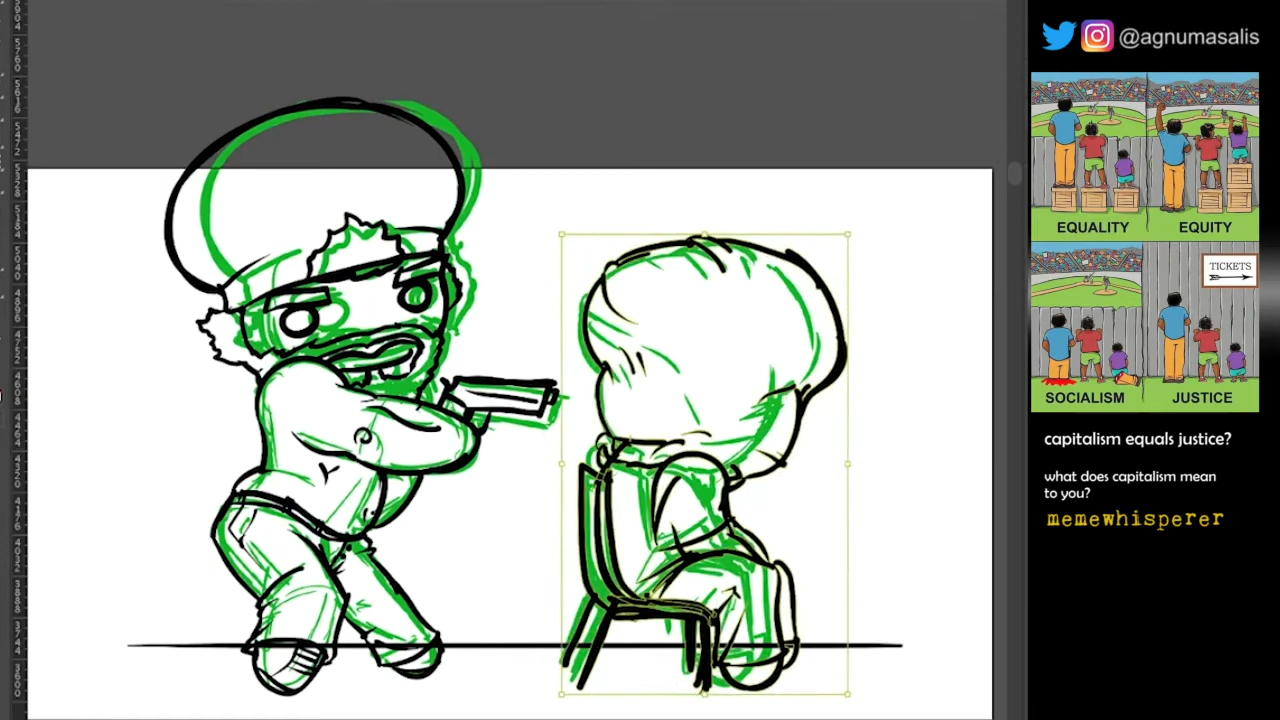 @agnumasalis
EQUALITY
EQUITY
TICKETS
SOCIALISM
JUSTICE
capitalism equals justice?
what does capitalism mean
to you?
memewhisperer